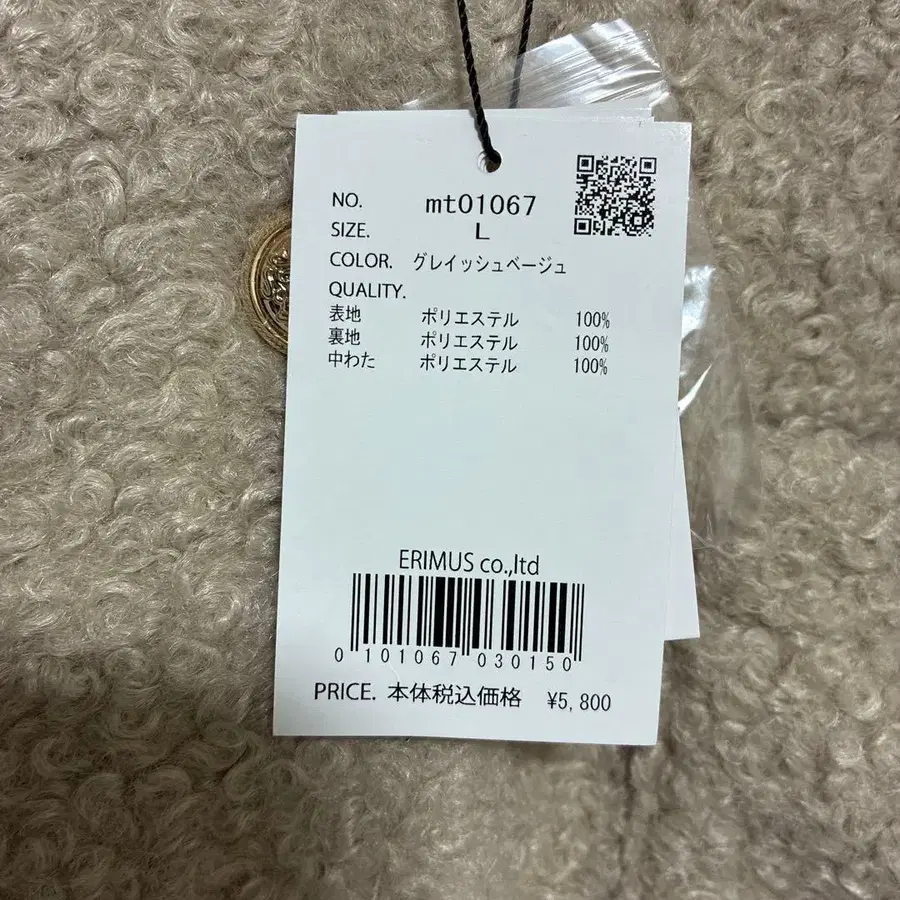 NO. mt01067
SIZE. L
COLOR. グレイッシュベージュ
QUALITY.
表地 ポリエステル 100%
裏地 ポリエステル 100%
中わた ポリエステル 100%
ERIMUS co.,ltd
0 101067 030150
PRICE. 本体税込価格 ¥5,800